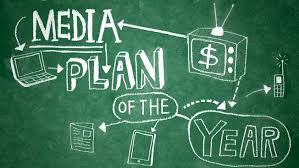 MEDIA
$
PLAN
OF THE
YEAR